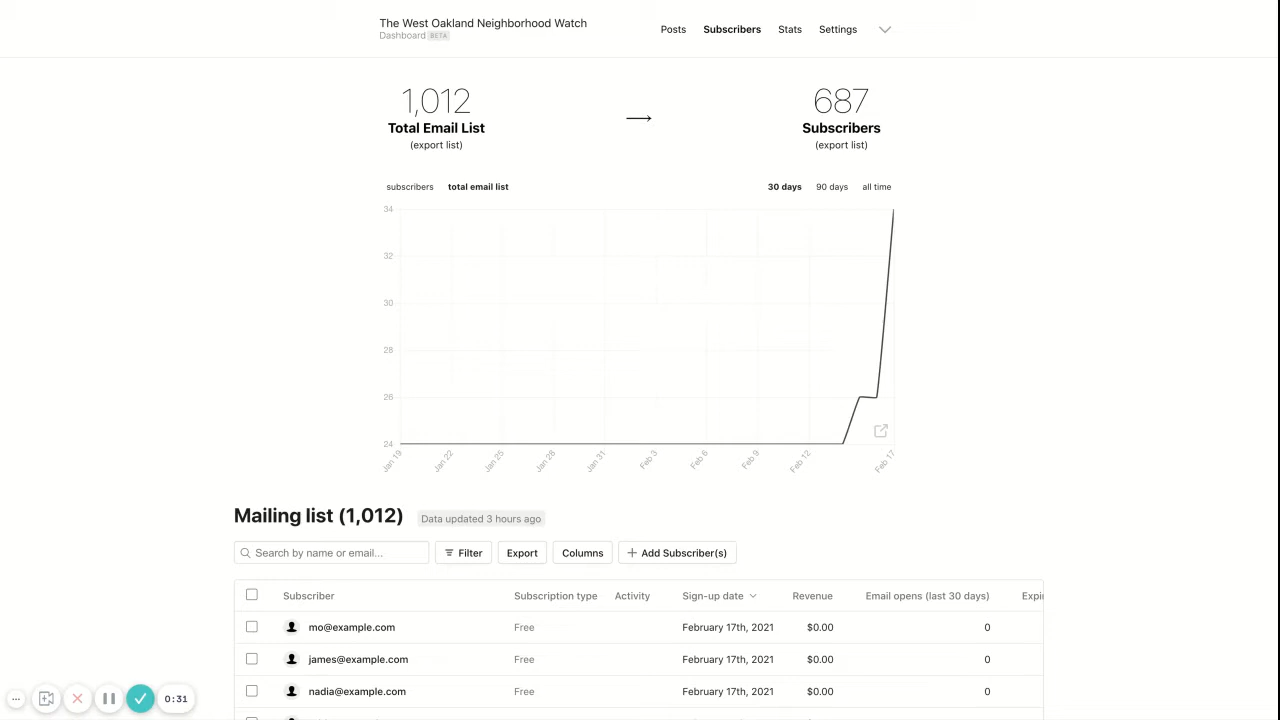 The West Oakland Neighborhood Watch
Dashboard BETA
Posts Subscribers Stats Settings
1,012
Total Email List
(export list)
687
Subscribers
(export list)
subscribers total email list
30 days 90 days all time
34
32
30
28
26
24
Jan 19 Jan 22 Jan 25 Jan 28 Jan 31 Feb 3 Feb 6 Feb 9 Feb 12 Feb 17
Mailing list (1,012) Data updated 3 hours ago
Search by name or email... Filter Export Columns Add Subscriber(s)
Subscriber Subscription type Activity Sign-up date Revenue Email opens (last 30 days)
mo@example.com Free February 17th, 2021 $0.00 0
james@example.com Free February 17th, 2021 $0.00 0
nadia@example.com Free February 17th, 2021 $0.00 0
0:31